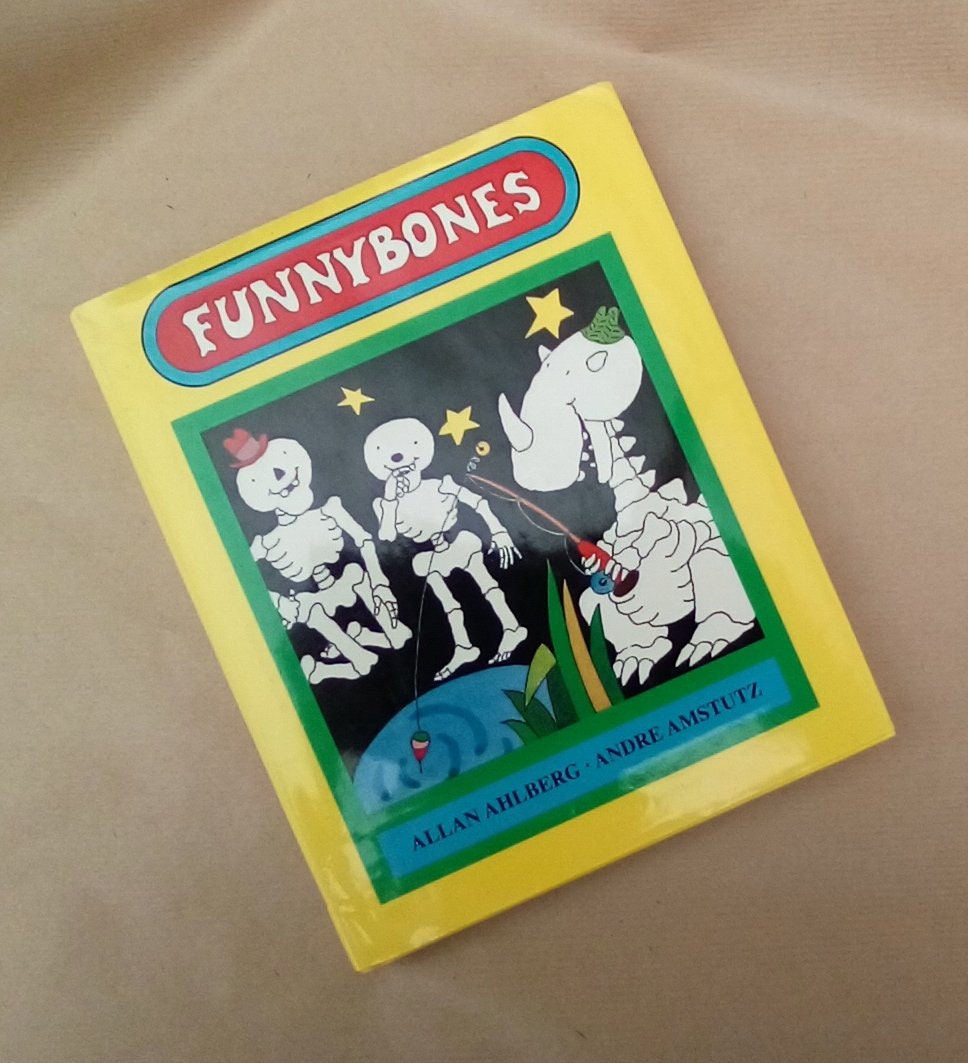 FUNNYBONES
ALLAN AHLBERG · ANDRE AMSTUTZ